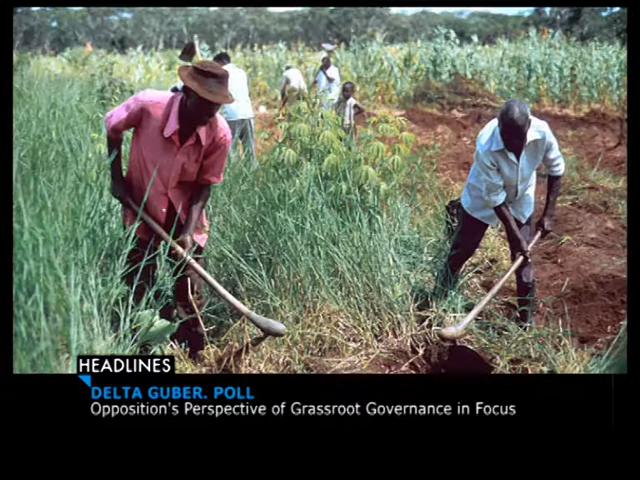 HEADLINES
DELTA GUBER. POLL
Opposition's Perspective of Grassroot Governance in Focus